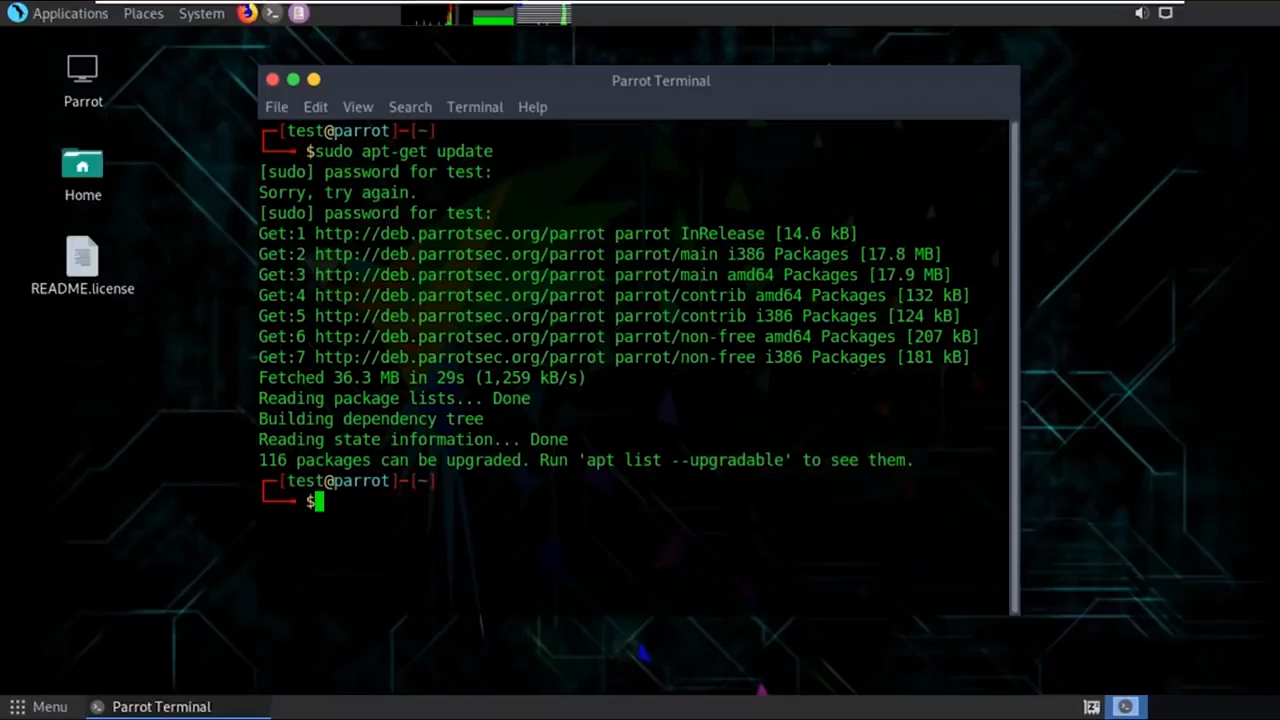 Applications Places System
Parrot
Home
README.license
Parrot Terminal
File Edit View Search Terminal Help
[test@parrot]-[~]
$sudo apt-get update
[sudo] password for test:
Sorry, try again.
[sudo] password for test:
Get:1 http://deb.parrotsec.org/parrot parrot InRelease [14.6 kB]
Get:2 http://deb.parrotsec.org/parrot parrot/main i386 Packages [17.8 MB]
Get:3 http://deb.parrotsec.org/parrot parrot/main amd64 Packages [17.9 MB]
Get:4 http://deb.parrotsec.org/parrot parrot/contrib amd64 Packages [132 kB]
Get:5 http://deb.parrotsec.org/parrot parrot/contrib i386 Packages [124 kB]
Get:6 http://deb.parrotsec.org/parrot parrot/non-free amd64 Packages [207 kB]
Get:7 http://deb.parrotsec.org/parrot parrot/non-free i386 Packages [181 kB]
Fetched 36.3 MB in 29s (1,259 kB/s)
Reading package lists... Done
Building dependency tree
Reading state information... Done
116 packages can be upgraded. Run 'apt list --upgradable' to see them.
[test@parrot]-[~]
$
Menu Parrot Terminal